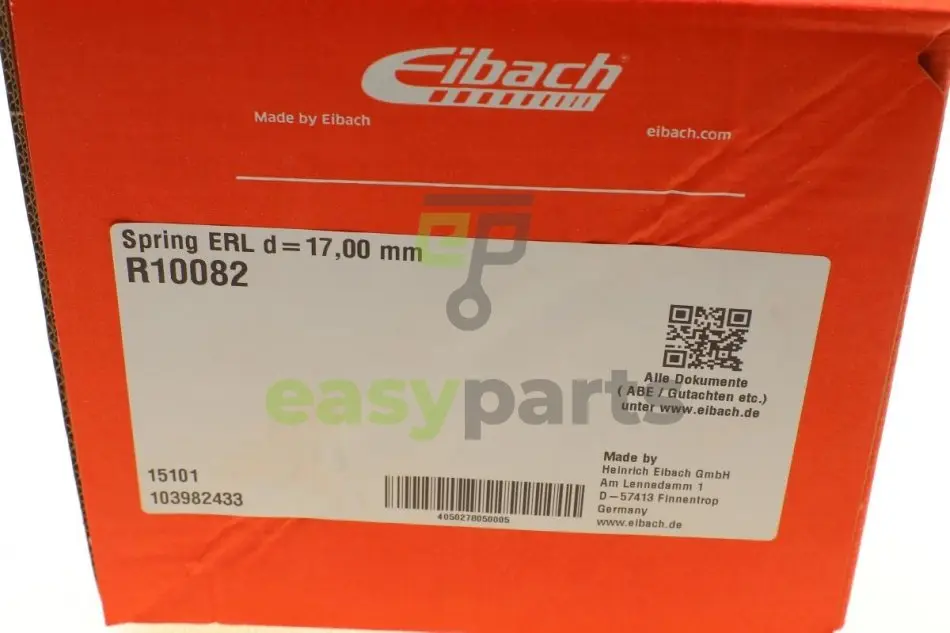 Eibach
Made by Eibach
eibach.com
Spring ERL d=17,00 mm
R10082
ep
easyparts
Alle Dokumente
( ABE / Gutachten etc.)
unter www.eibach.de
15101
103982433
4050278050005
Made by
Heinrich Eibach GmbH
Am Lennedamm 1
D-57413 Finnentrop
Germany
www.eibach.de